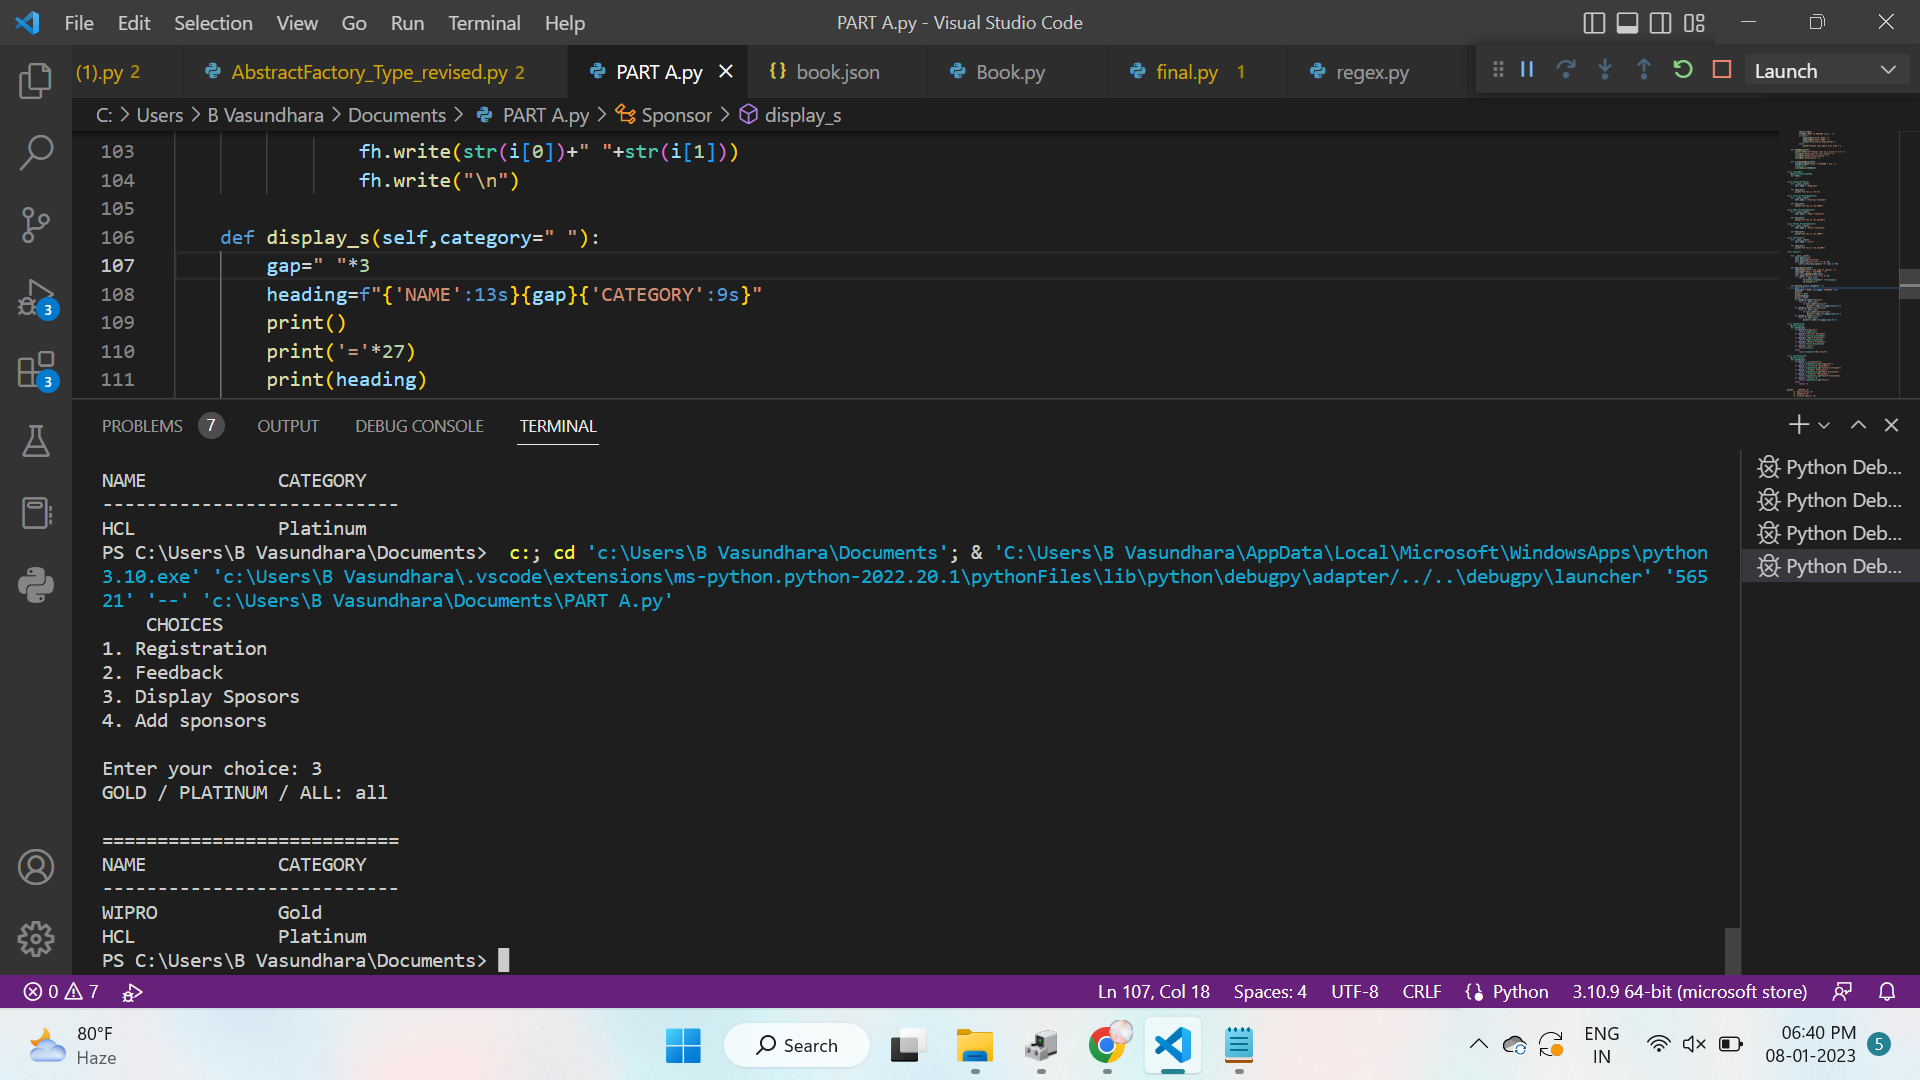 File Edit Selection View Go Run Terminal Help
PART A.py - Visual Studio Code
(1).py 2
AbstractFactory_Type_revised.py 2
PART A.py
{} book.json
Book.py
final.py 1
regex.py
Launch
C: > Users > B Vasundhara > Documents > PART A.py > Sponsor > display_s
103 fh.write(str(i[0])+" "+str(i[1]))
104 fh.write("\n")
105
106 def display_s(self,category=" "):
107 gap=" "*3
108 heading=f"{'NAME':13s}{gap}{'CATEGORY':9s}"
109 print()
110 print('='*27)
111 print(heading)
PROBLEMS 7 OUTPUT DEBUG CONSOLE TERMINAL
NAME CATEGORY
---------------------------
HCL Platinum
PS C:\Users\B Vasundhara\Documents> c:; cd 'c:\Users\B Vasundhara\Documents'; & 'C:\Users\B Vasundhara\AppData\Local\Microsoft\WindowsApps\python
3.10.exe' 'c:\Users\B Vasundhara\.vscode\extensions\ms-python.python-2022.20.1\pythonFiles\lib\python\debugpy\adapter/../..\debugpy\launcher' '565
21' '--' 'c:\Users\B Vasundhara\Documents\PART A.py'
CHOICES
1. Registration
2. Feedback
3. Display Sposors
4. Add sponsors
Enter your choice: 3
GOLD / PLATINUM / ALL: all
===========================
NAME CATEGORY
---------------------------
WIPRO Gold
HCL Platinum
PS C:\Users\B Vasundhara\Documents>
Python Deb...
Python Deb...
Python Deb...
Python Deb...
3
3
0 7
Ln 107, Col 18 Spaces: 4 UTF-8 CRLF Python 3.10.9 64-bit (microsoft store)
80°F
Haze
Search
ENG
IN
06:40 PM
08-01-2023
5